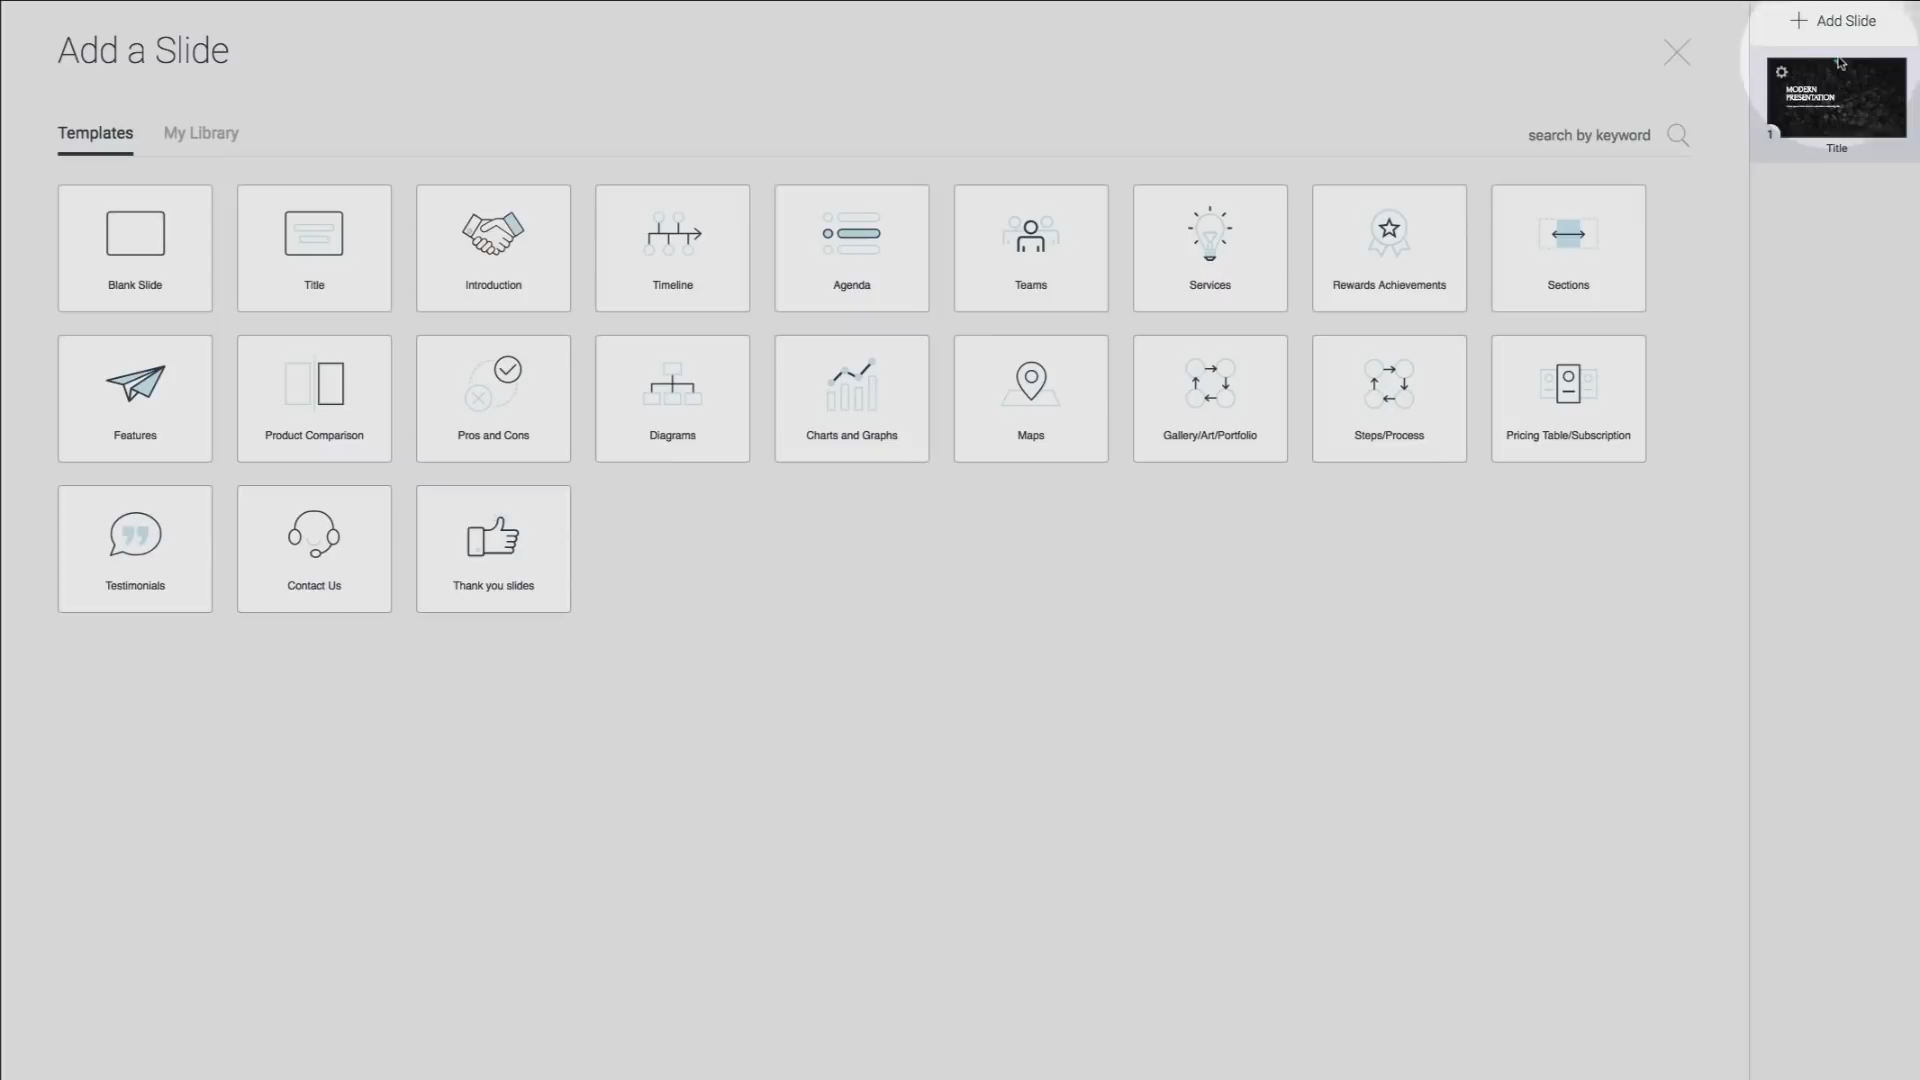 Add a Slide
+ Add Slide
Templates
My Library
search by keyword
MODERN
PRESENTATION
1
Title
Blank Slide
Title
Introduction
Timeline
Agenda
Teams
Services
Rewards Achievements
Sections
Features
Product Comparison
Pros and Cons
Diagrams
Charts and Graphs
Maps
Gallery/Art/Portfolio
Steps/Process
Pricing Table/Subscription
Testimonials
Contact Us
Thank you slides